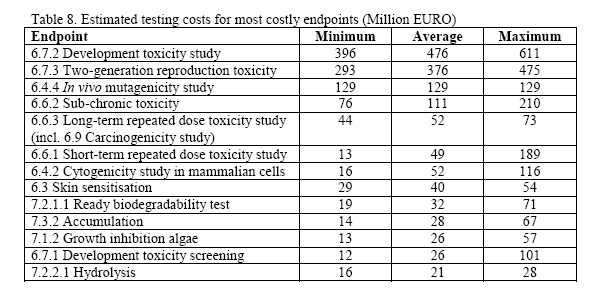 Table 8. Estimated testing costs for most costly endpoints (Million EURO)
Endpoint Minimum Average Maximum
6.7.2 Development toxicity study 396 476 611
6.7.3 Two-generation reproduction toxicity 293 376 475
6.4.4 In vivo mutagenicity study 129 129 129
6.6.2 Sub-chronic toxicity 76 111 210
6.6.3 Long-term repeated dose toxicity study 44 52 73
(incl. 6.9 Carcinogenicity study)
6.6.1 Short-term repeated dose toxicity study 13 49 189
6.4.2 Cytogenicity study in mammalian cells 16 52 116
6.3 Skin sensitisation 29 40 54
7.2.1.1 Ready biodegradability test 19 32 71
7.3.2 Accumulation 14 28 67
7.1.2 Growth inhibition algae 13 26 57
6.7.1 Development toxicity screening 12 26 101
7.2.2.1 Hydrolysis 16 21 28